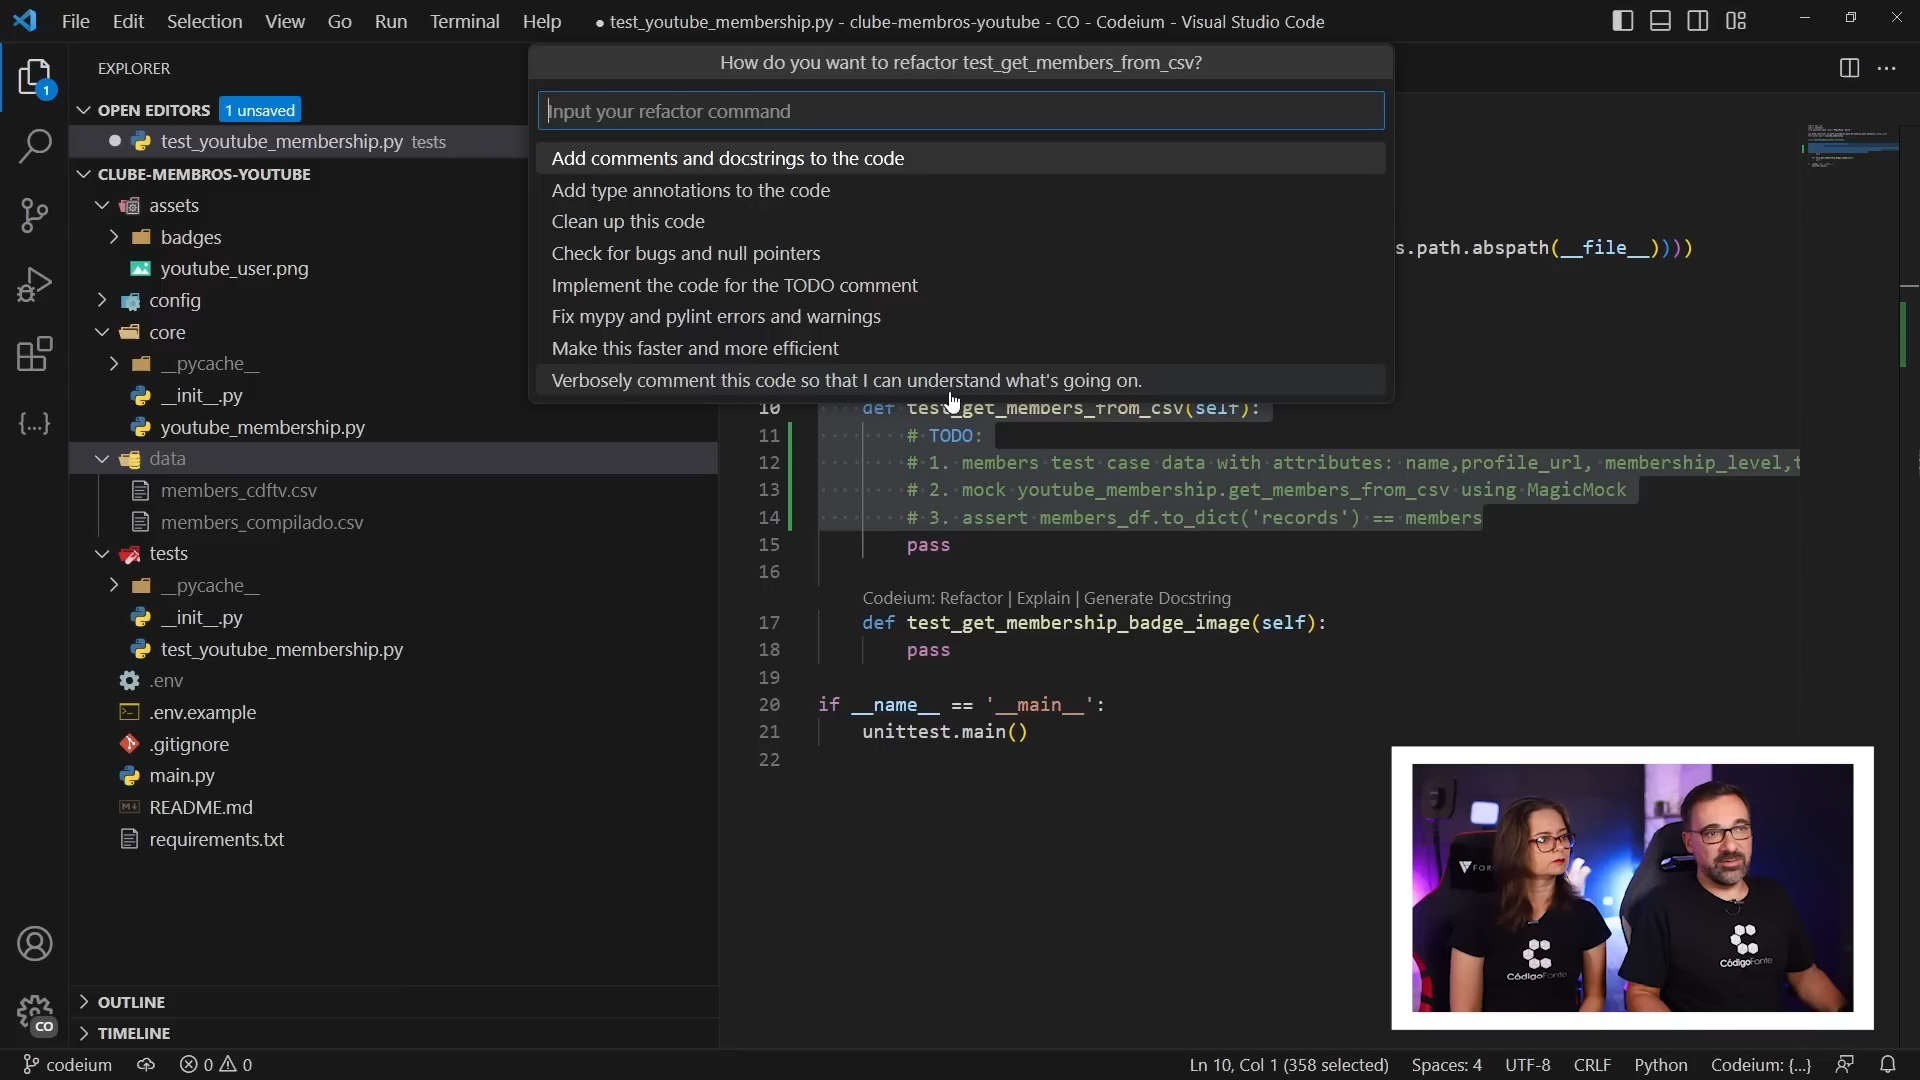 File Edit Selection View Go Run Terminal Help
● test_youtube_membership.py - clube-membros-youtube - CO - Codeium - Visual Studio Code
EXPLORER
OPEN EDITORS 1 unsaved
test_youtube_membership.py tests
CLUBE-MEMBROS-YOUTUBE
assets
badges
youtube_user.png
config
core
__pycache__
__init__.py
youtube_membership.py
data
members_cdftv.csv
members_compilado.csv
tests
__pycache__
__init__.py
test_youtube_membership.py
.env
.env.example
.gitignore
main.py
README.md
requirements.txt
OUTLINE
TIMELINE
1
CO
How do you want to refactor test_get_members_from_csv?
Input your refactor command
Add comments and docstrings to the code
Add type annotations to the code
Clean up this code
Check for bugs and null pointers
Implement the code for the TODO comment
Fix mypy and pylint errors and warnings
Make this faster and more efficient
Verbosely comment this code so that I can understand what's going on.
s.path.abspath(__file__))))
10 def test_get_members_from_csv(self):
11 # TODO:
12 # 1. members test case data with attributes: name,profile_url, membership_level,t
13 # 2. mock youtube_membership.get_members_from_csv using MagicMock
14 # 3. assert members_df.to_dict('records') == members
15 pass
16
Codeium: Refactor | Explain | Generate Docstring
17 def test_get_membership_badge_image(self):
18 pass
19
20 if __name__ == '__main__':
21 unittest.main()
22
CódigoFonte
CódigoFonte
codeium 0 0 Ln 10, Col 1 (358 selected) Spaces: 4 UTF-8 CRLF Python Codeium: {...}